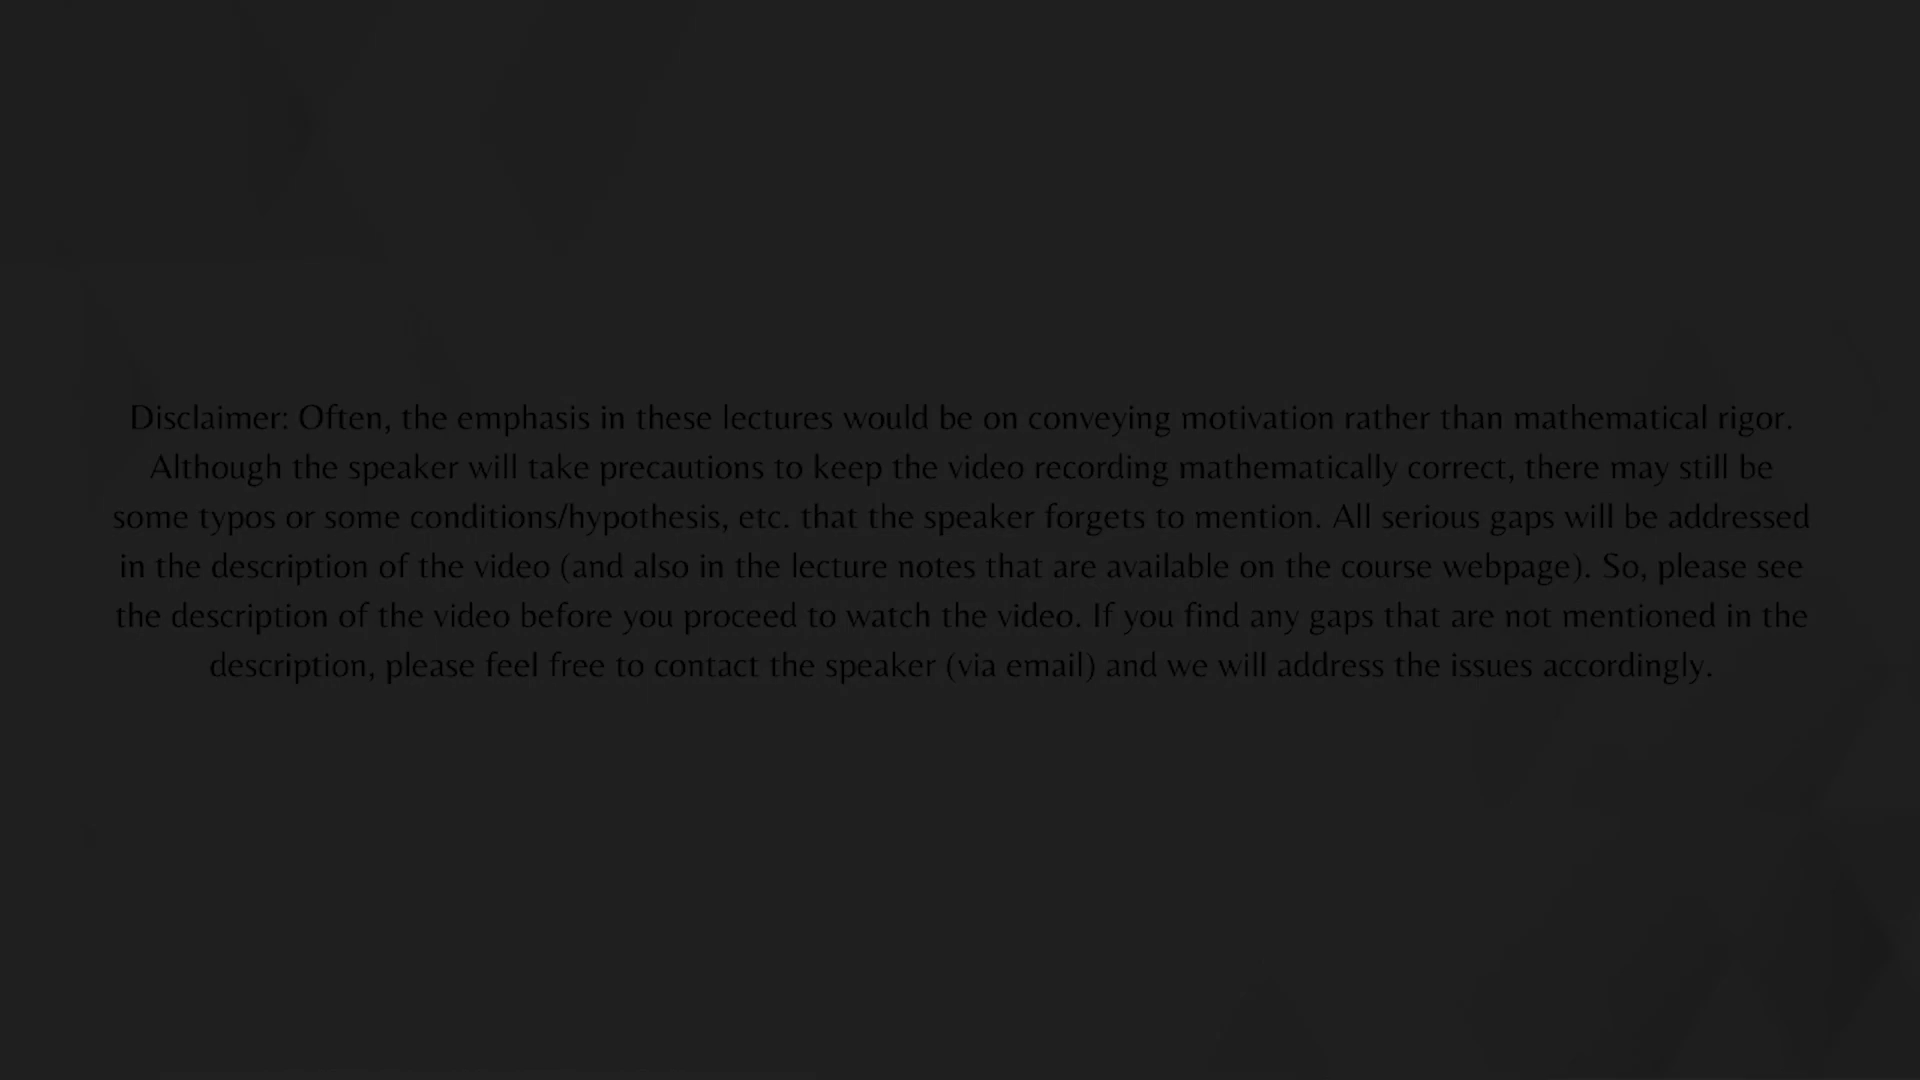 Disclaimer: Often, the emphasis in these lectures would be on conveying motivation rather than mathematical rigor.
Although the speaker will take precautions to keep the video recording mathematically correct, there may still be
some typos or some conditions/hypothesis, etc. that the speaker forgets to mention. All serious gaps will be addressed
in the description of the video (and also in the lecture notes that are available on the course webpage). So, please see
the description of the video before you proceed to watch the video. If you find any gaps that are not mentioned in the
description, please feel free to contact the speaker (via email) and we will address the issues accordingly.